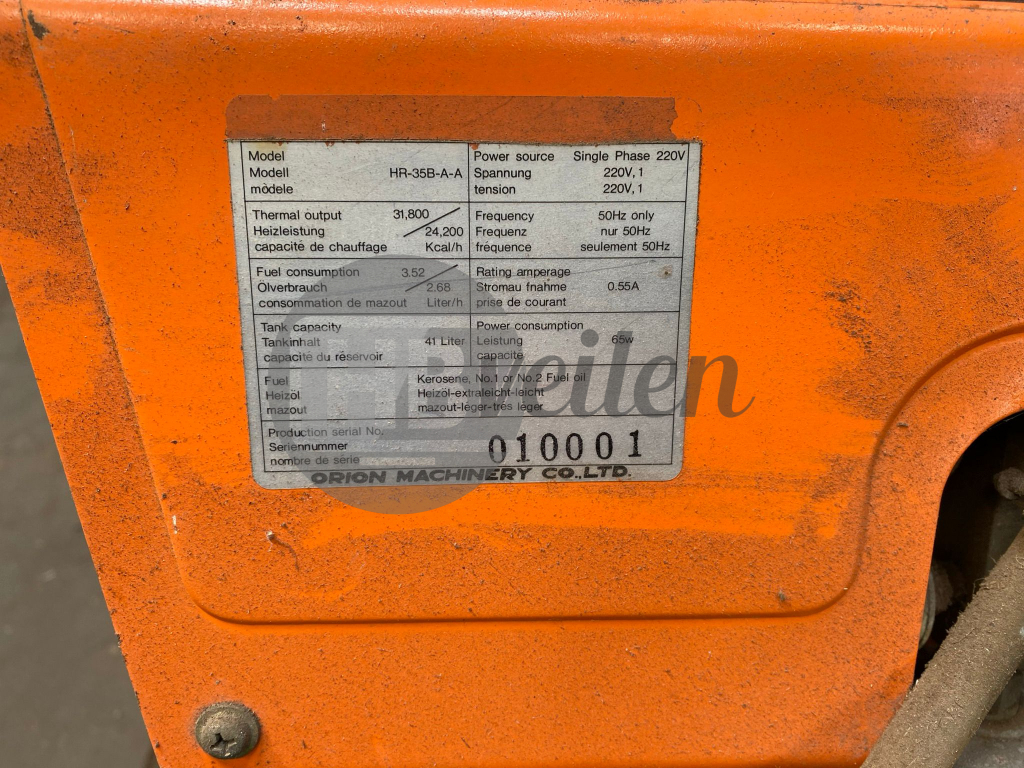 Model
Modell HR-35B-A-A
mòdele
Power source Single Phase 220V
Spannung 220V, 1
tension 220V, 1
Thermal output 31,800
Heizleistung 24,200
capacité de chauffage Kcal/h
Frequency 50Hz only
Frequenz nur 50Hz
fréquence seulement 50Hz
Fuel consumption 3.52
Ölverbrauch 2.68
consommation de mazout Liter/h
Rating amperage
Stromau fnahme 0.55A
prise de courant
Tank capacity
Tankinhalt 41 Liter
capacité du réservoir
Power consumption
Leistung 65w
capacité
Fuel Kerosene, No.1 or No.2 Fuel oil
Heizöl Heizöl-extraleicht-leicht
mazout mazout-léger-très léger
Production serial No.
Seriennummer 010001
nombre de série
ORION MACHINERY CO.,LTD.
HB
veilen